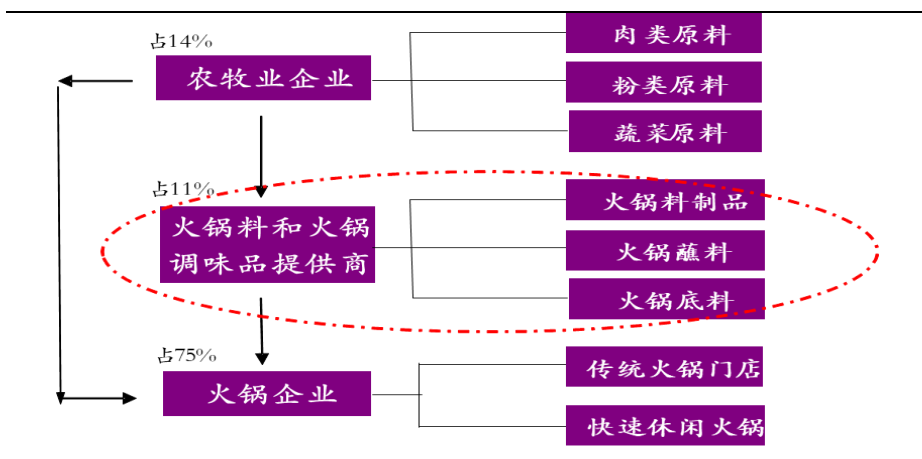 占14%
农牧业企业
肉类原料
粉类原料
蔬菜原料
占11%
火锅料和火锅
调味品提供商
火锅料制品
火锅蘸料
火锅底料
占75%
火锅企业
传统火锅门店
快速休闲火锅